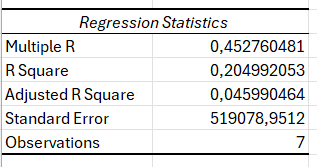 Regression Statistics
Multiple R 0,452760481
R Square 0,204992053
Adjusted R Square 0,045990464
Standard Error 519078,9512
Observations 7